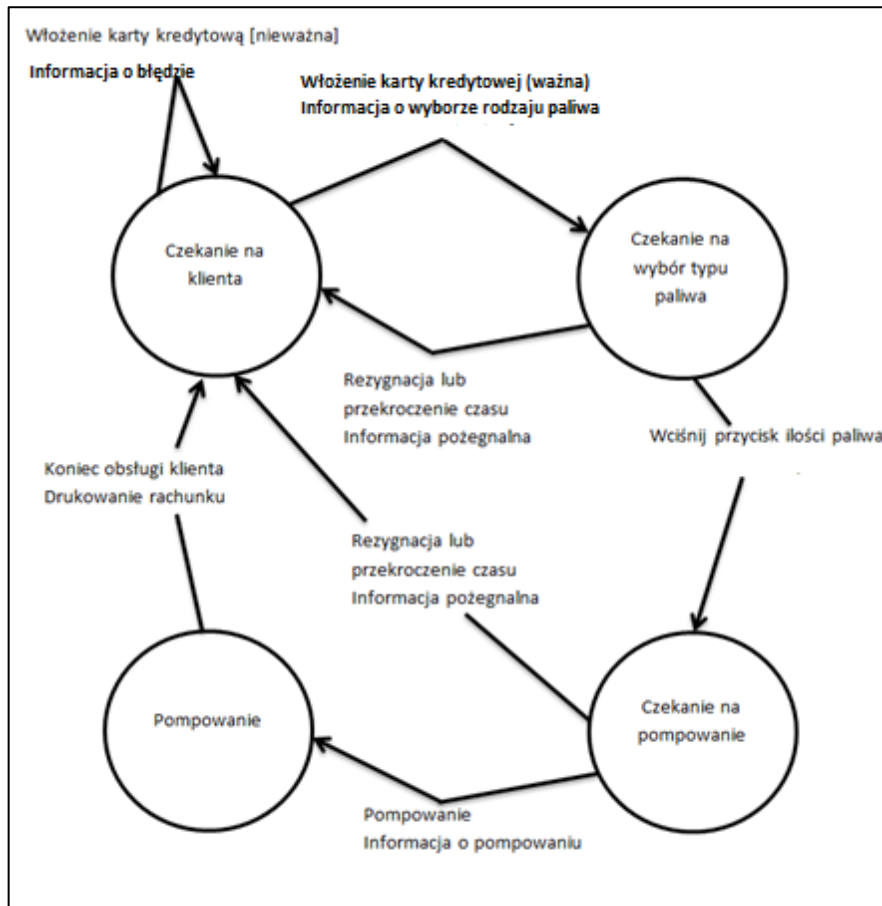 Włożenie karty kredytową [nieważna]
Informacja o błędzie
Włożenie karty kredytowej (ważna)
Informacja o wyborze rodzaju paliwa
Czekanie na
klienta
Czekanie na
wybór typu
paliwa
Rezygnacja lub
przekroczenie czasu
Informacja pożegnalna
Wciśnij przycisk ilości paliwa
Koniec obsługi klienta
Drukowanie rachunku
Rezygnacja lub
przekroczenie czasu
Informacja pożegnalna
Pompowanie
Czekanie na
pompowanie
Pompowanie
Informacja o pompowaniu